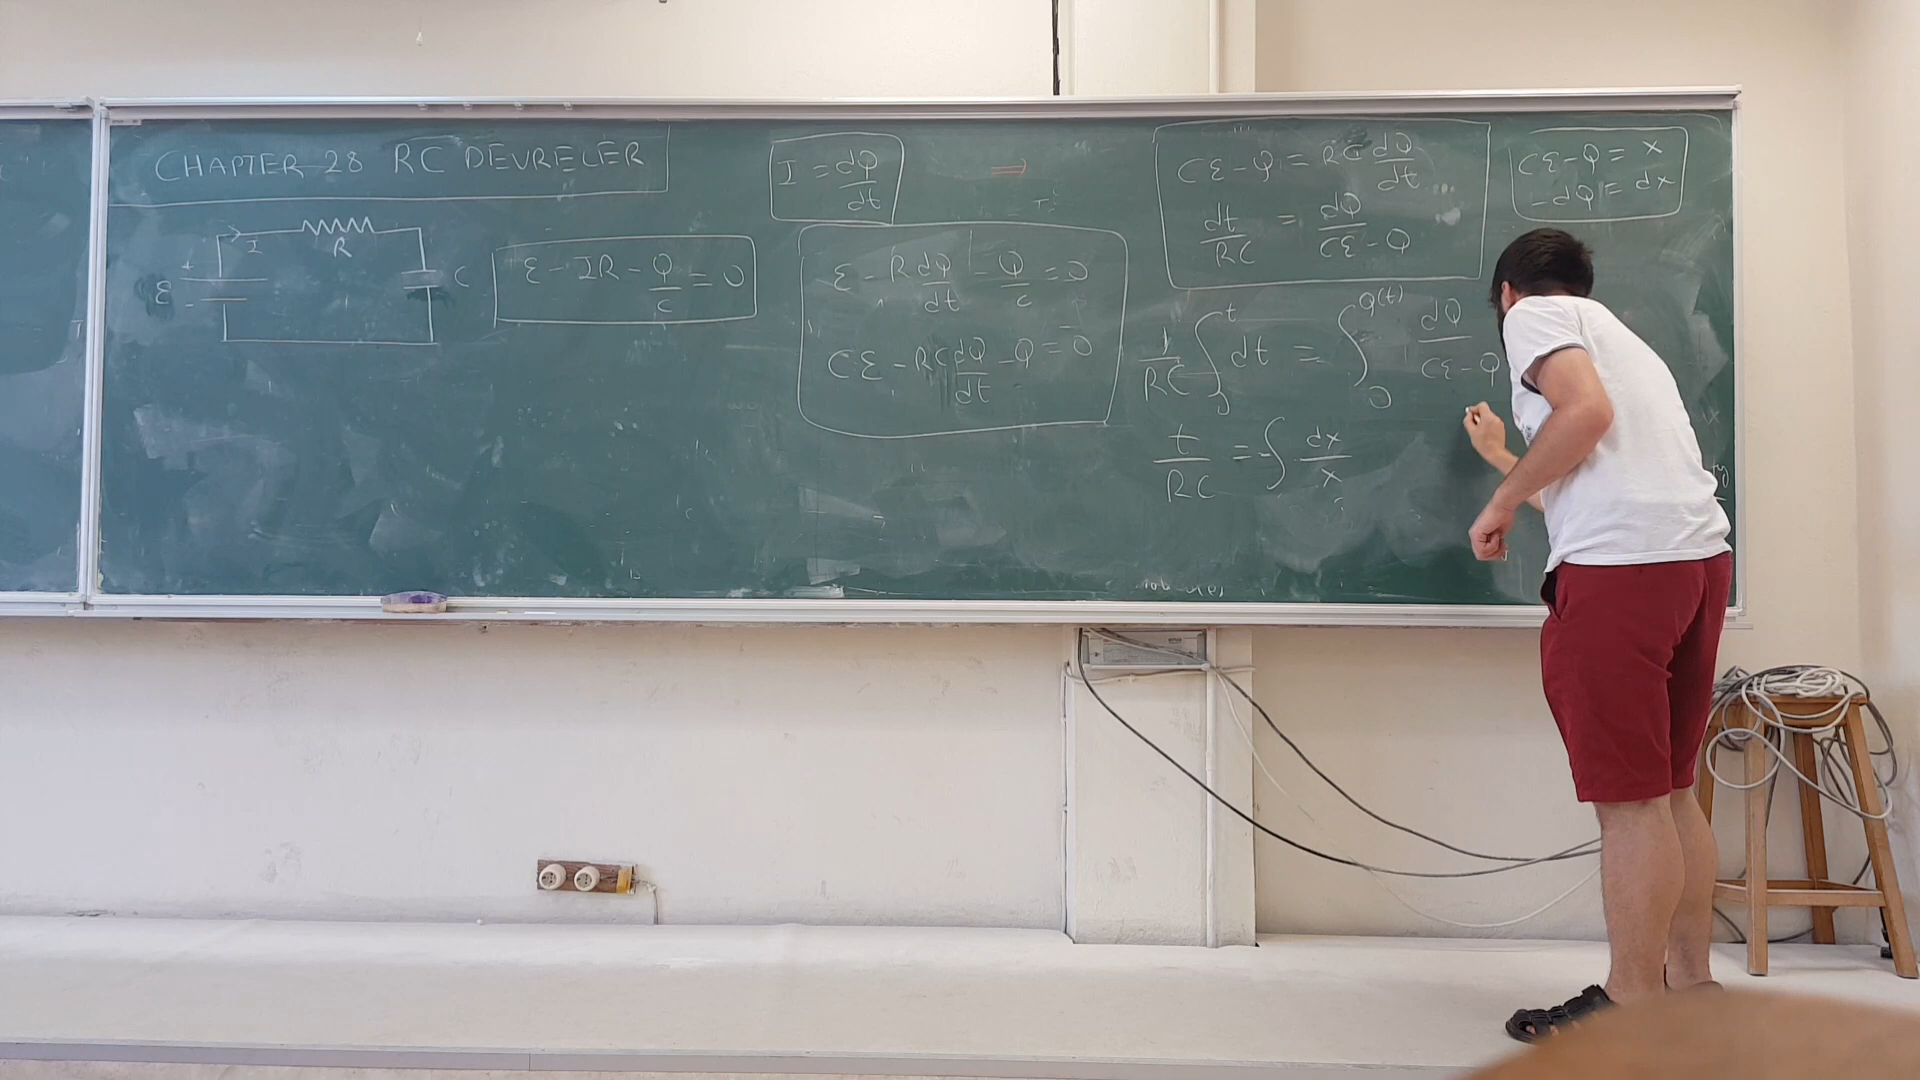 CHAPTER 28 RC DEVRELER
+
I
R
ε
-
C
ε - IR - Q/C = 0
I = dQ/dt
⇒
ε - R dQ/dt - Q/C = 0
Cε - RC dQ/dt - Q = 0
Cε - Q = RC dQ/dt
dt/RC = dQ/Cε - Q
1/RC ∫₀ᵗ dt = ∫₀^Q(t) dQ/Cε - Q
t/RC = -∫ dx/x
Cε - Q = x
-dQ = dx